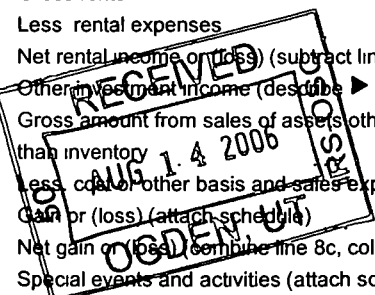 Less rental expenses
Net rental income or (loss) (subtract lin
Other investment income (describe ▶
Gross amount from sales of assets oth
than inventory
Less. cost or other basis and sales exp
Gain or (loss) (attach schedule)
Net gain or (loss) (combine line 8c, col
Special events and activities (attach sc
RECEIVED
AUG 14 2006
OGDEN, UT
IRS-OSC